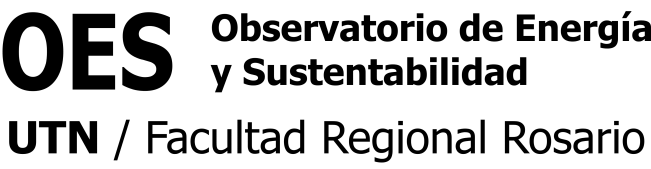 OES
Observatorio de Energía
y Sustentabilidad
UTN / Facultad Regional Rosario